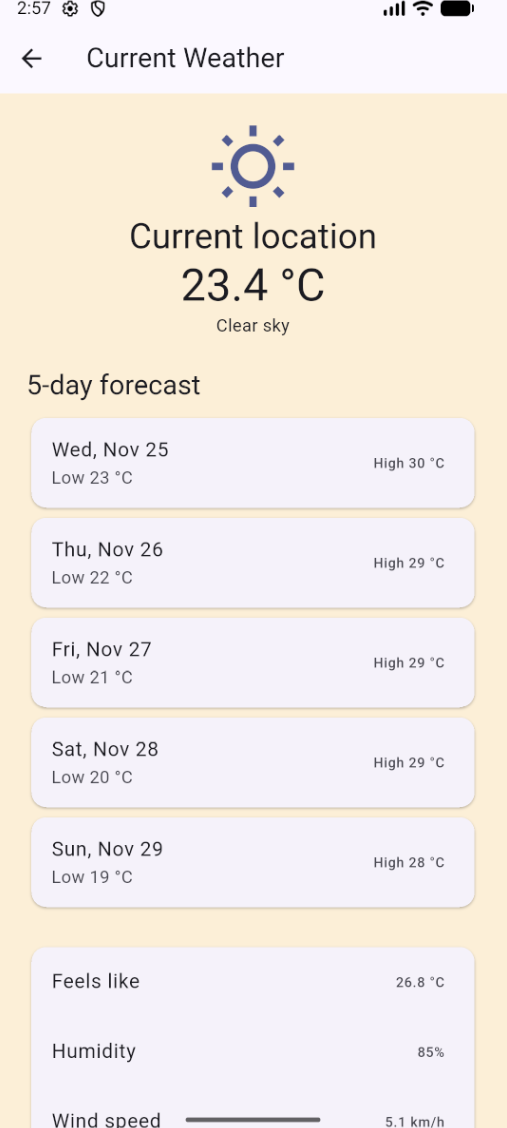 2:57
Current Weather
Current location
23.4 °C
Clear sky
5-day forecast
Wed, Nov 25
Low 23 °C
High 30 °C
Thu, Nov 26
Low 22 °C
High 29 °C
Fri, Nov 27
Low 21 °C
High 29 °C
Sat, Nov 28
Low 20 °C
High 29 °C
Sun, Nov 29
Low 19 °C
High 28 °C
Feels like
26.8 °C
Humidity
85%
Wind speed
5.1 km/h